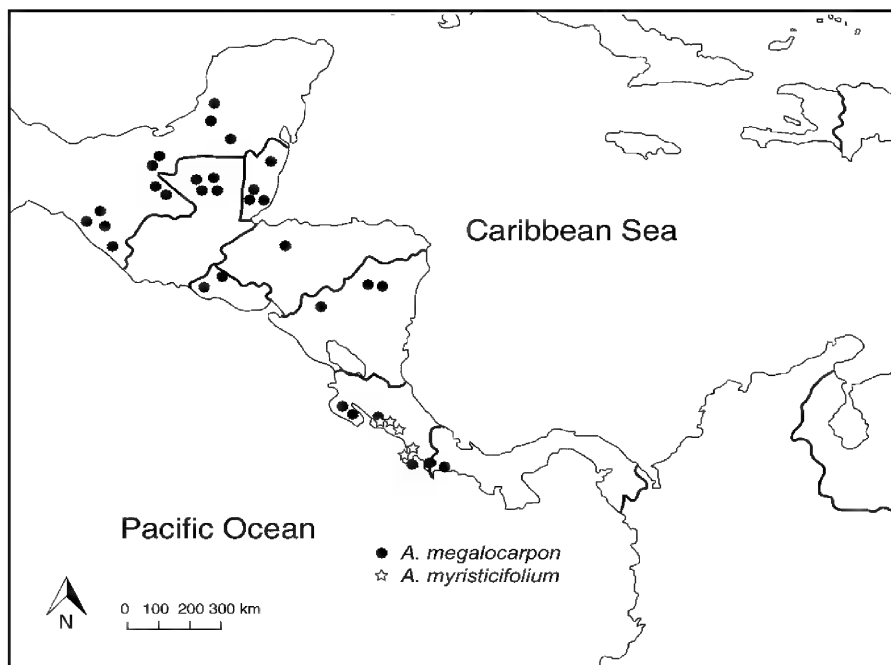 Caribbean Sea
Pacific Ocean
A. megalocarpon
A. myristicifolium
N
0 100 200 300 km